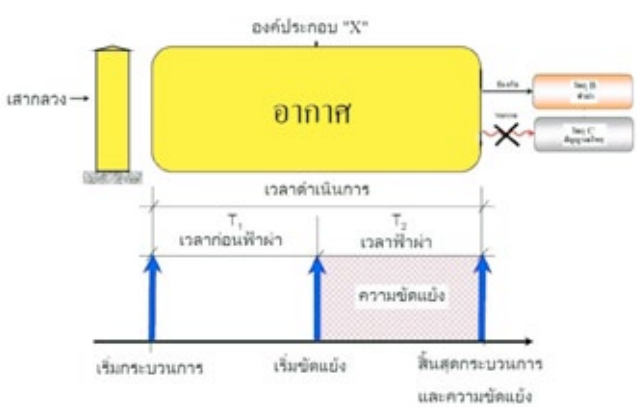 องค์ประกอบ "X"
เสากลวง
อากาศ
เวลาดำเนินการ
T₁
เวลาก่อนฟ้าผ่า
T₂
เวลาฟ้าผ่า
ความขัดแย้ง
เริ่มกระบวนการ
เริ่มขัดแย้ง
สิ้นสุดกระบวนการ
และความขัดแย้ง